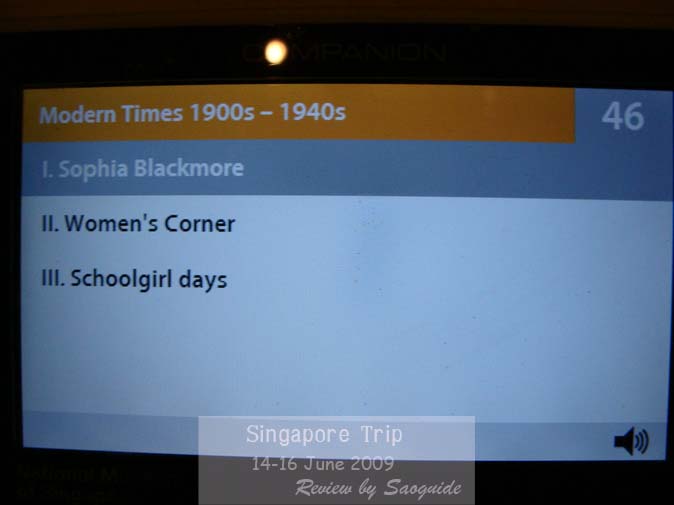 COMPANION
Modern Times 1900s – 1940s
46
I. Sophia Blackmore
II. Women's Corner
III. Schoolgirl days
Singapore Trip
14-16 June 2009
Review by Saoguide
National M